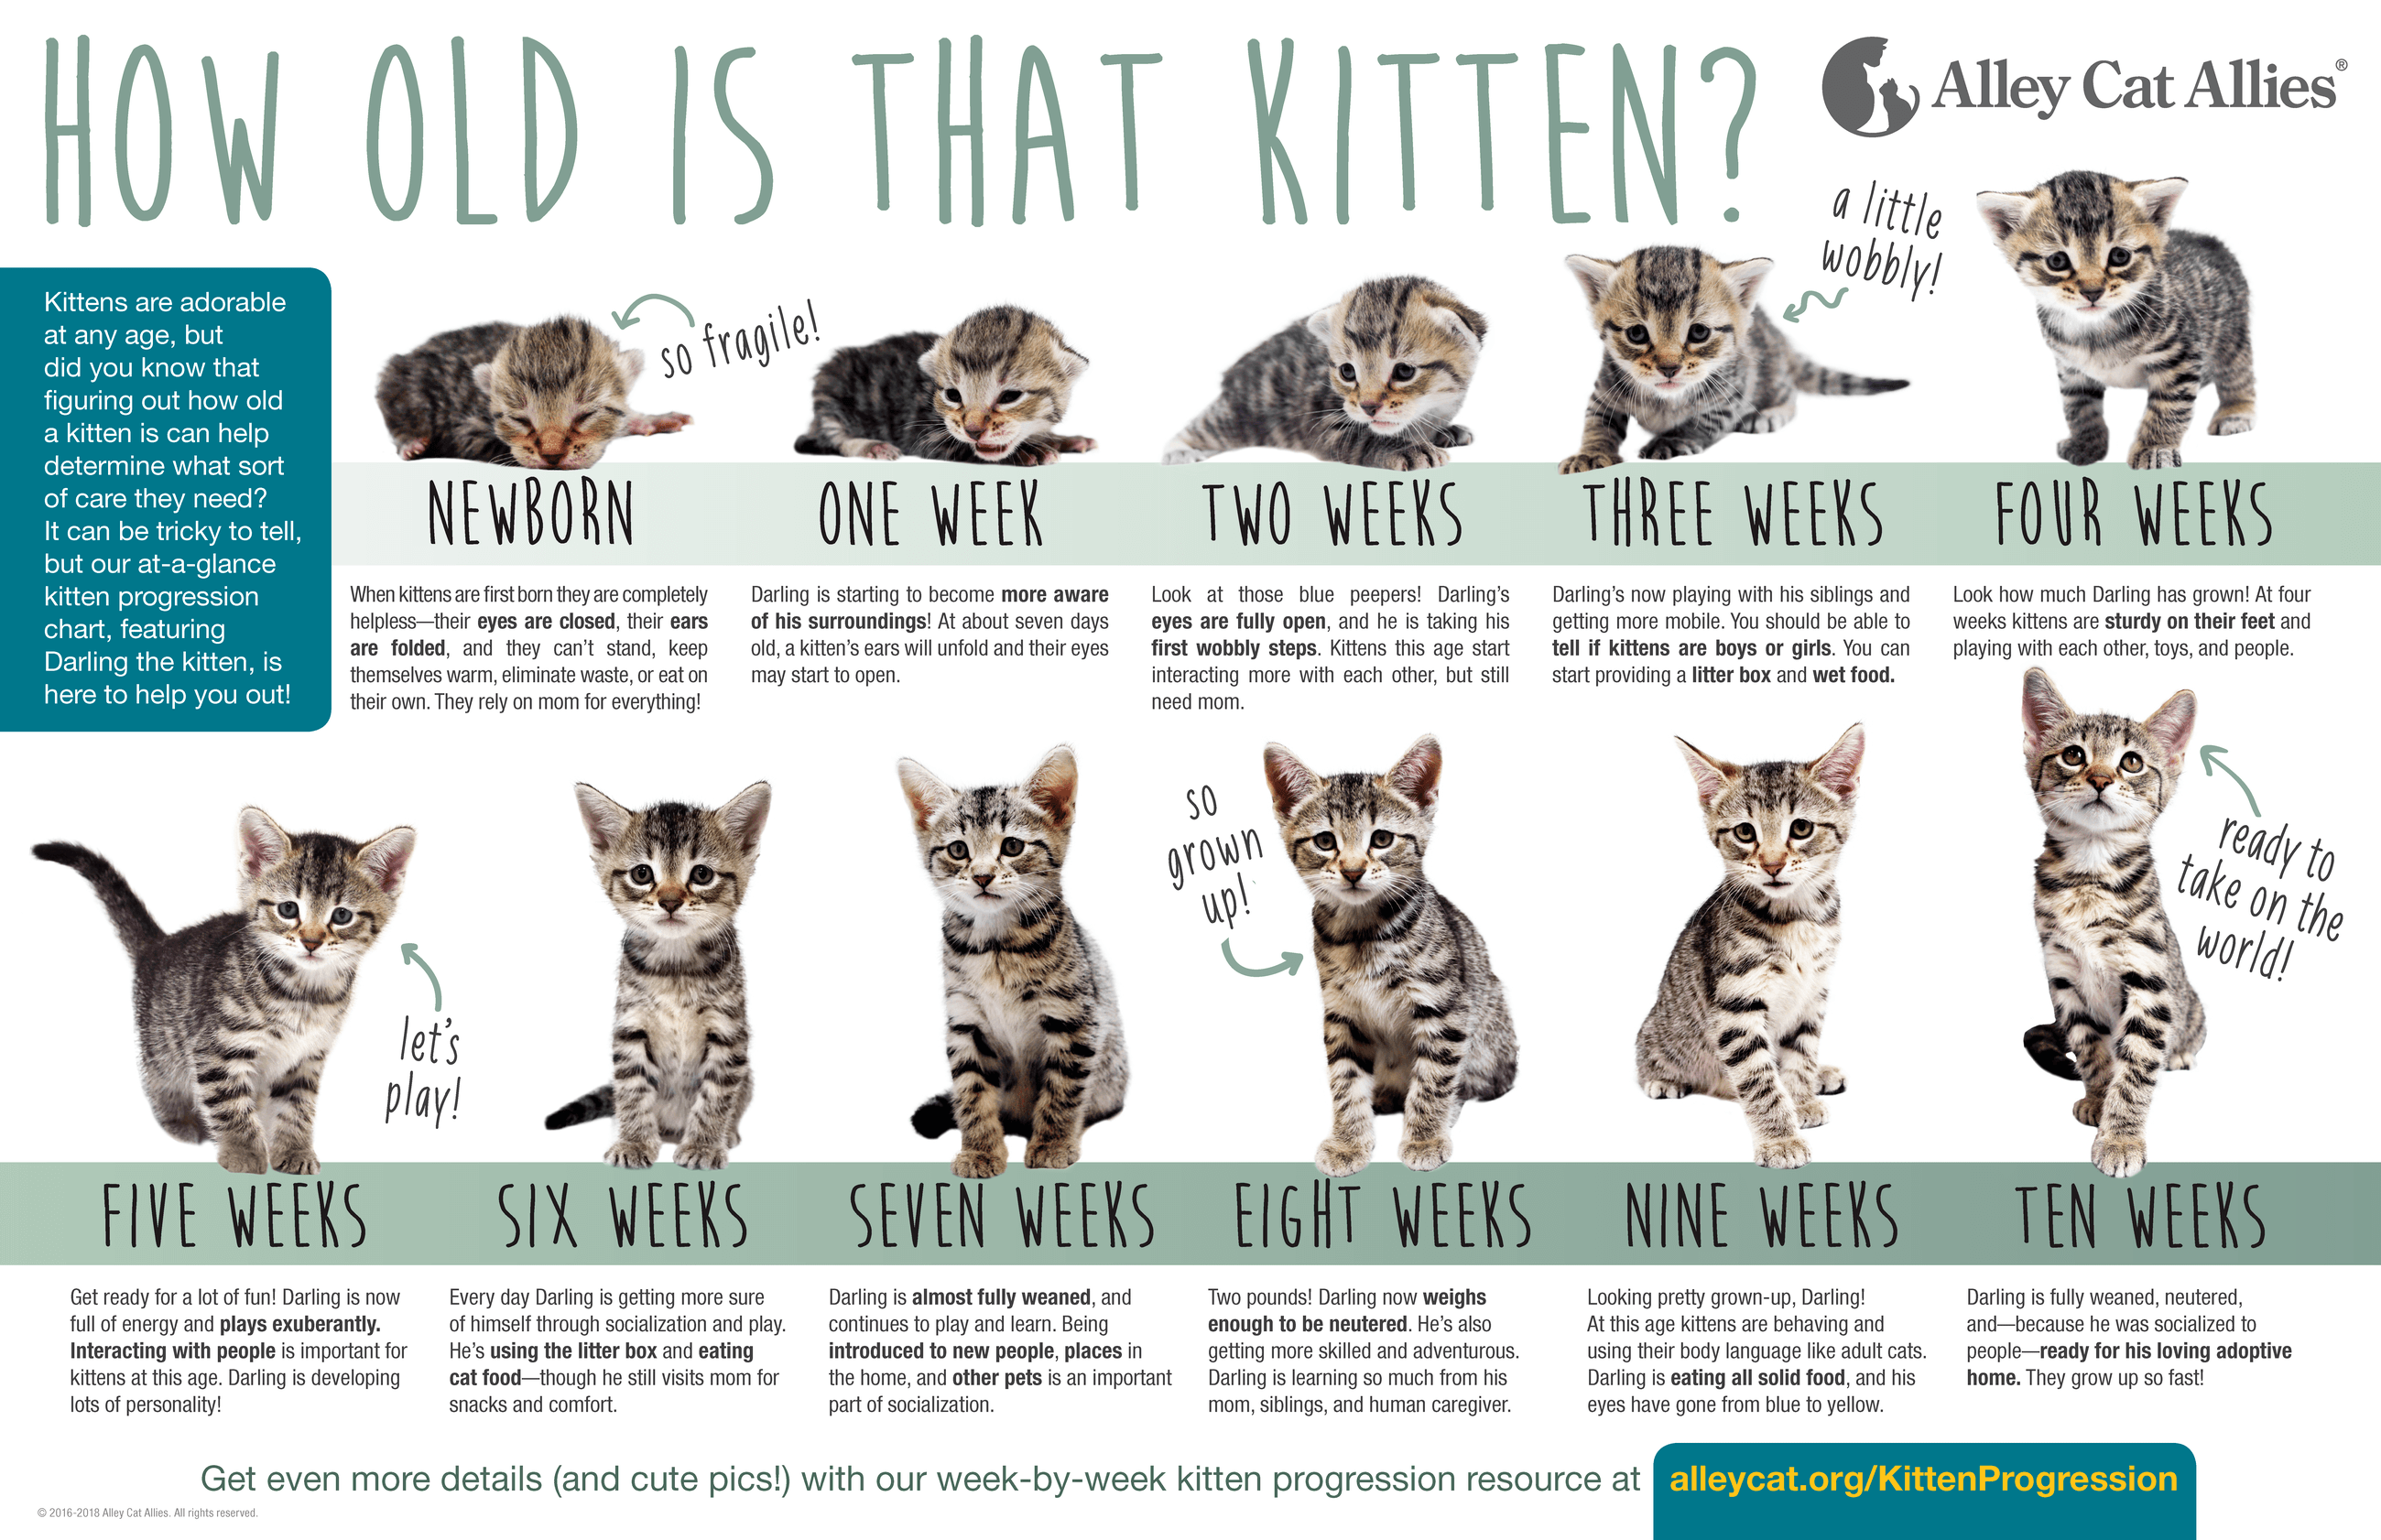 HOW OLD IS THAT KITTEN?
Alley Cat Allies®
Kittens are adorable
at any age, but
did you know that
figuring out how old
a kitten is can help
determine what sort
of care they need?
It can be tricky to tell,
but our at-a-glance
kitten progression
chart, featuring
Darling the kitten, is
here to help you out!
so fragile!
a little
wobbly!
NEWBORN
When kittens are first born they are completely
helpless—their eyes are closed, their ears
are folded, and they can't stand, keep
themselves warm, eliminate waste, or eat on
their own. They rely on mom for everything!
ONE WEEK
Darling is starting to become more aware
of his surroundings! At about seven days
old, a kitten's ears will unfold and their eyes
may start to open.
TWO WEEKS
Look at those blue peepers! Darling's
eyes are fully open, and he is taking his
first wobbly steps. Kittens this age start
interacting more with each other, but still
need mom.
THREE WEEKS
Darling's now playing with his siblings and
getting more mobile. You should be able to
tell if kittens are boys or girls. You can
start providing a litter box and wet food.
FOUR WEEKS
Look how much Darling has grown! At four
weeks kittens are sturdy on their feet and
playing with each other, toys, and people.
let's
play!
so
grown
up!
ready to
take on the
world!
FIVE WEEKS
Get ready for a lot of fun! Darling is now
full of energy and plays exuberantly.
Interacting with people is important for
kittens at this age. Darling is developing
lots of personality!
SIX WEEKS
Every day Darling is getting more sure
of himself through socialization and play.
He's using the litter box and eating
cat food—though he still visits mom for
snacks and comfort.
SEVEN WEEKS
Darling is almost fully weaned, and
continues to play and learn. Being
introduced to new people, places in
the home, and other pets is an important
part of socialization.
EIGHT WEEKS
Two pounds! Darling now weighs
enough to be neutered. He's also
getting more skilled and adventurous.
Darling is learning so much from his
mom, siblings, and human caregiver.
NINE WEEKS
Looking pretty grown-up, Darling!
At this age kittens are behaving and
using their body language like adult cats.
Darling is eating all solid food, and his
eyes have gone from blue to yellow.
TEN WEEKS
Darling is fully weaned, neutered,
and—because he was socialized to
people—ready for his loving adoptive
home. They grow up so fast!
Get even more details (and cute pics!) with our week-by-week kitten progression resource at alleycat.org/KittenProgression
© 2016-2018 Alley Cat Allies. All rights reserved.